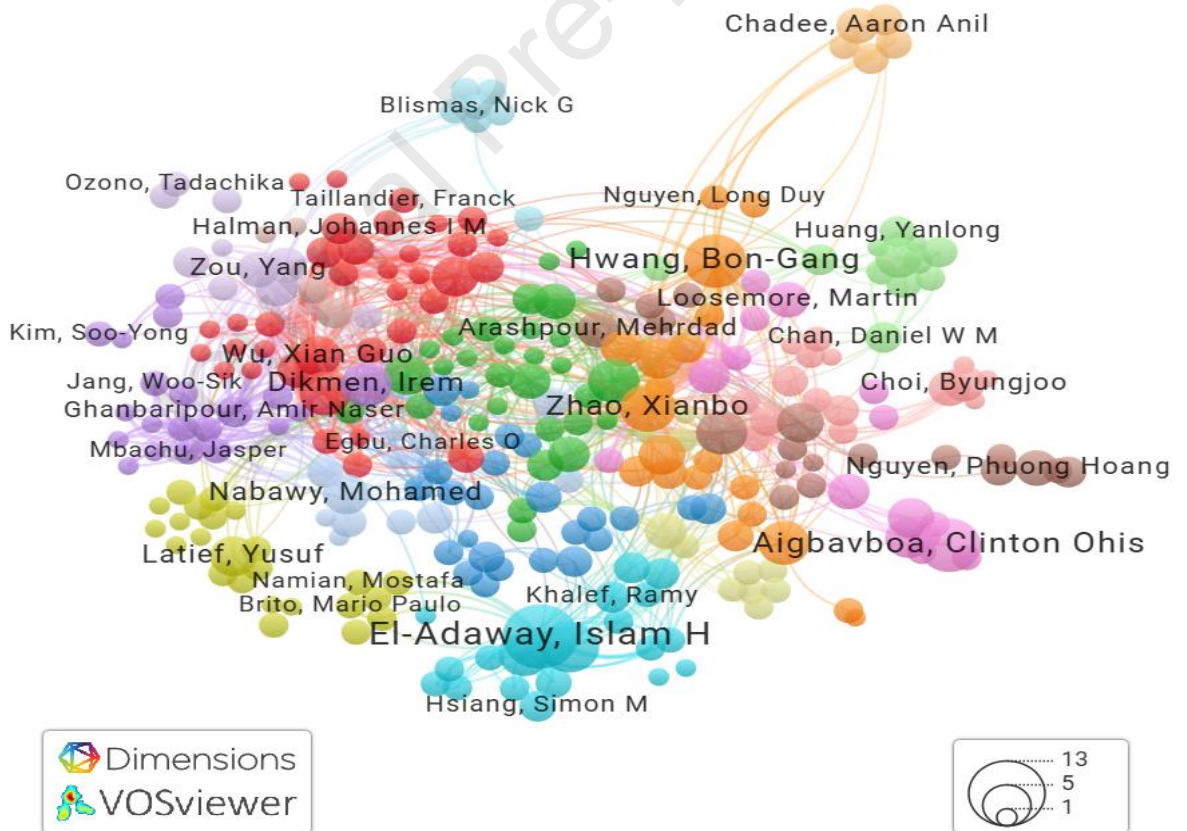 Chadee, Aaron Anil
Blismas, Nick G
Ozono, Tadachika
Taillandier, Franck
Nguyen, Long Duy
Halman, Johannes I M
Huang, Yanlong
Zou, Yang
Hwang, Bon-Gang
Loosemore, Martin
Kim, Soo-Yong
Arashpour, Mehrdad
Chan, Daniel W M
Wu, Xian Guo
Jang, Woo-Sik
Dikmen, Irem
Choi, Byungjoo
Ghanbaripour, Amir Naser
Zhao, Xianbo
Mbachu, Jasper
Egbu, Charles O
Nguyen, Phuong Hoang
Nabawy, Mohamed
Aigbavboa, Clinton Ohis
Latief, Yusuf
Namian, Mostafa
Brito, Mario Paulo
Khalef, Ramy
El-Adaway, Islam H
Hsiang, Simon M
Dimensions
VOSviewer
13
5
1